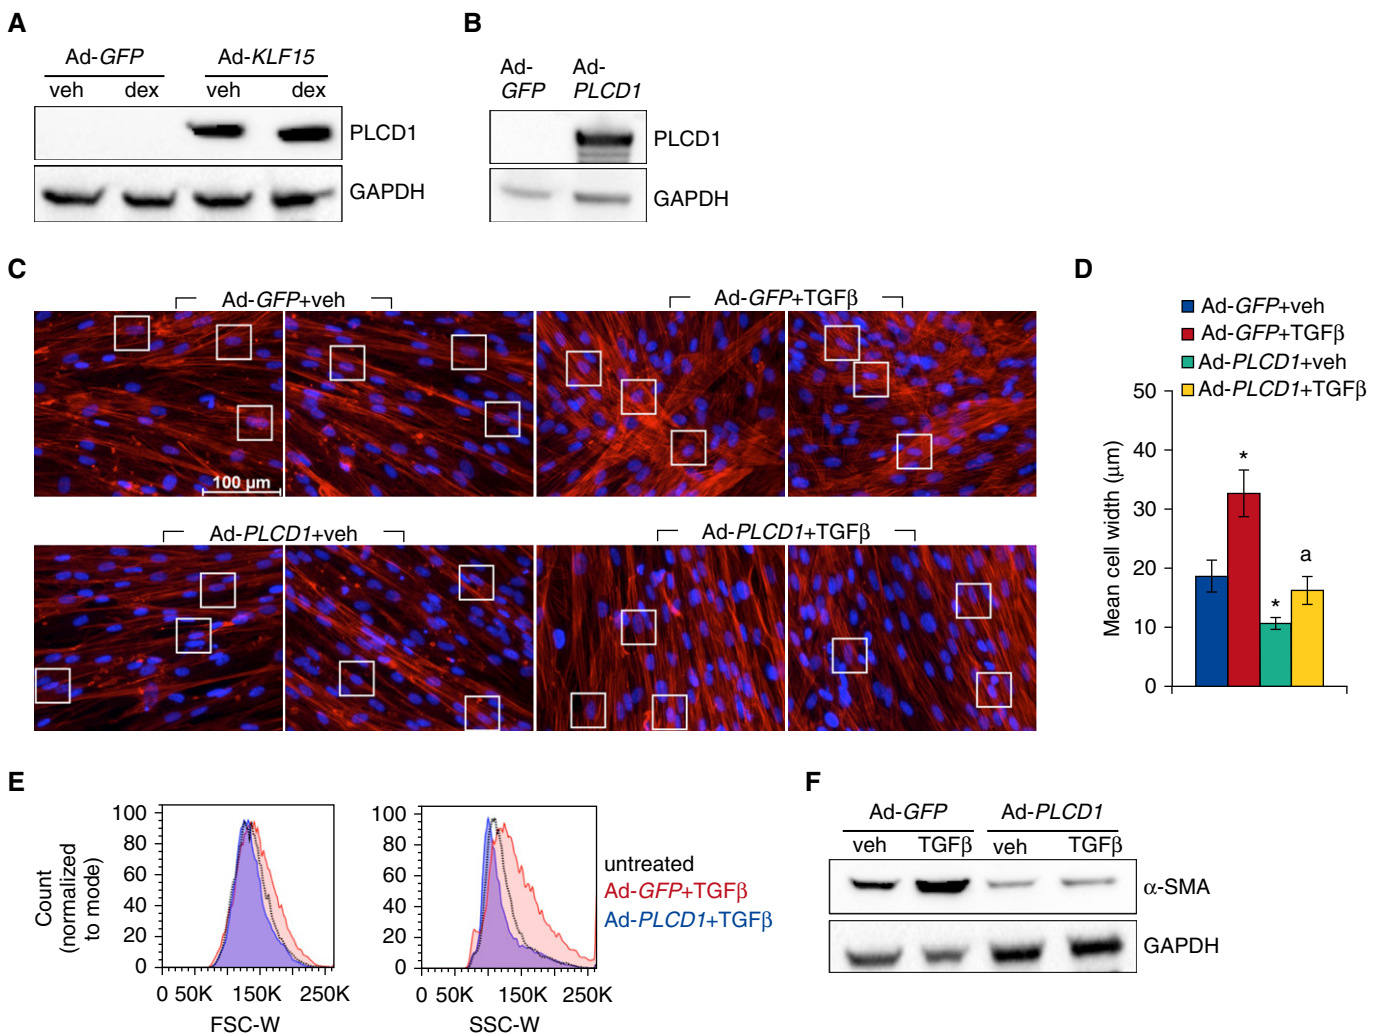 A
Ad-GFP Ad-KLF15
veh dex veh dex
PLCD1
GAPDH
B
Ad- Ad-
GFP PLCD1
PLCD1
GAPDH
C
Ad-GFP+veh Ad-GFP+TGFβ
100 µm
Ad-PLCD1+veh Ad-PLCD1+TGFβ
D
Ad-GFP+veh
Ad-GFP+TGFβ
Ad-PLCD1+veh
Ad-PLCD1+TGFβ
Mean cell width (µm)
50
40
30
20
10
0
*
*
a
E
Count
(normalized
to mode)
100
80
60
40
20
0
0 50K 150K 250K
FSC-W
100
80
60
40
20
0
0 50K 150K 250K
SSC-W
untreated
Ad-GFP+TGFβ
Ad-PLCD1+TGFβ
F
Ad-GFP Ad-PLCD1
veh TGFβ veh TGFβ
α-SMA
GAPDH